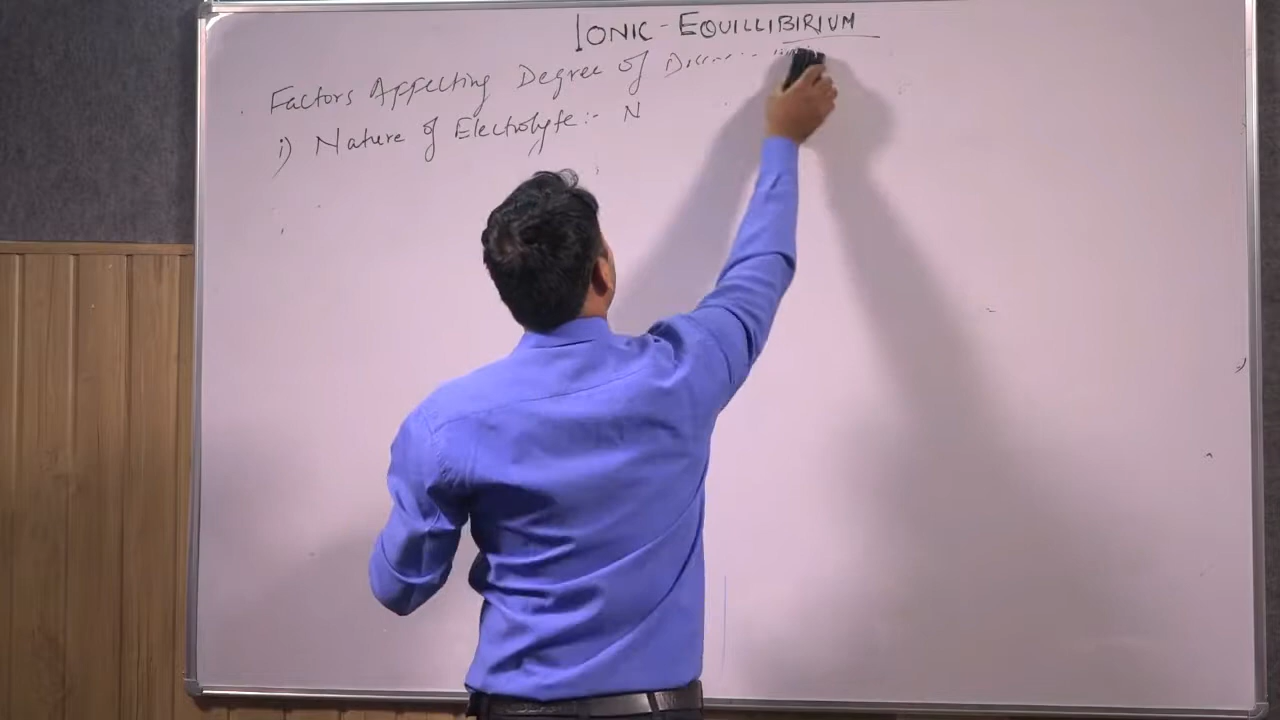 IONIC - EQUILLIBIRIUM
Factors Affecting Degree of
i) Nature of Electrolyte:- N